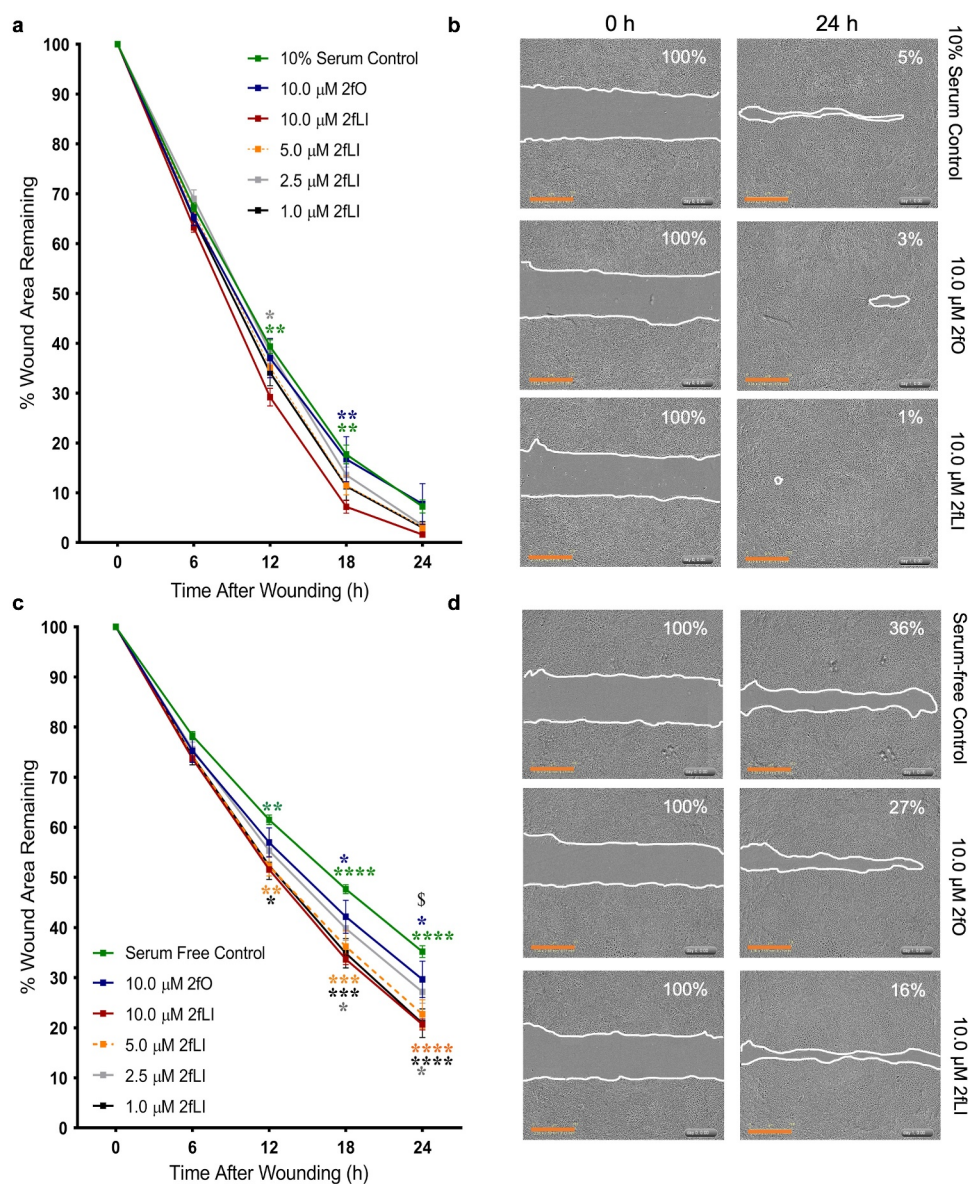 a
% Wound Area Remaining
100
90
80
70
60
50
40
30
20
10
0
0 6 12 18 24
Time After Wounding (h)
10% Serum Control
10.0 µM 2fO
10.0 µM 2fLI
5.0 µM 2fLI
2.5 µM 2fLI
1.0 µM 2fLI
*
**
**
**
b
0 h 24 h
100% 5%
10% Serum Control
100% 3%
10.0 µM 2fO
100% 1%
10.0 µM 2fLI
c
% Wound Area Remaining
100
90
80
70
60
50
40
30
20
10
0
0 6 12 18 24
Time After Wounding (h)
**
**
*
*
****
***
***
*
$
*
****
****
****
*
Serum Free Control
10.0 µM 2fO
10.0 µM 2fLI
5.0 µM 2fLI
2.5 µM 2fLI
1.0 µM 2fLI
d
100% 36%
Serum-free Control
100% 27%
10.0 µM 2fO
100% 16%
10.0 µM 2fLI